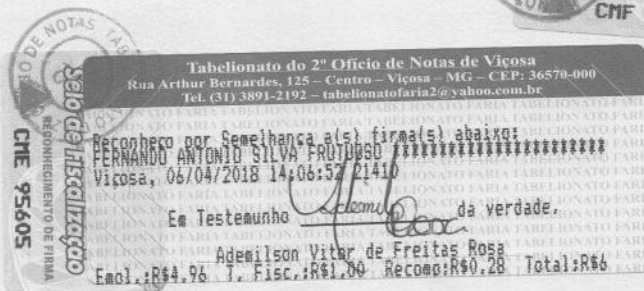 CMF
DE NOTAS
Tabelionato do 2º Ofício de Notas de Viçosa
Rua Arthur Bernardes, 125 – Centro – Viçosa – MG – CEP: 36570-000
Tel. (31) 3891-2192 – tabelionatofaria2@yahoo.com.br
Selo de Fiscalização
RECONHECIMENTO DE FIRMA
CME 95605
Reconheço por Semelhança a(s) firma(s) abaixo:
FERNANDO ANTONIO SILVA FRUTUOSO
Viçosa, 06/04/2018 14:06:52 21410
Em Testemunho da verdade.
Ademilson Vitor de Freitas Rosa
Emol.:R$4,96 T. Fisc.:R$1,00 Recomp:R$0,28 Total:R$6